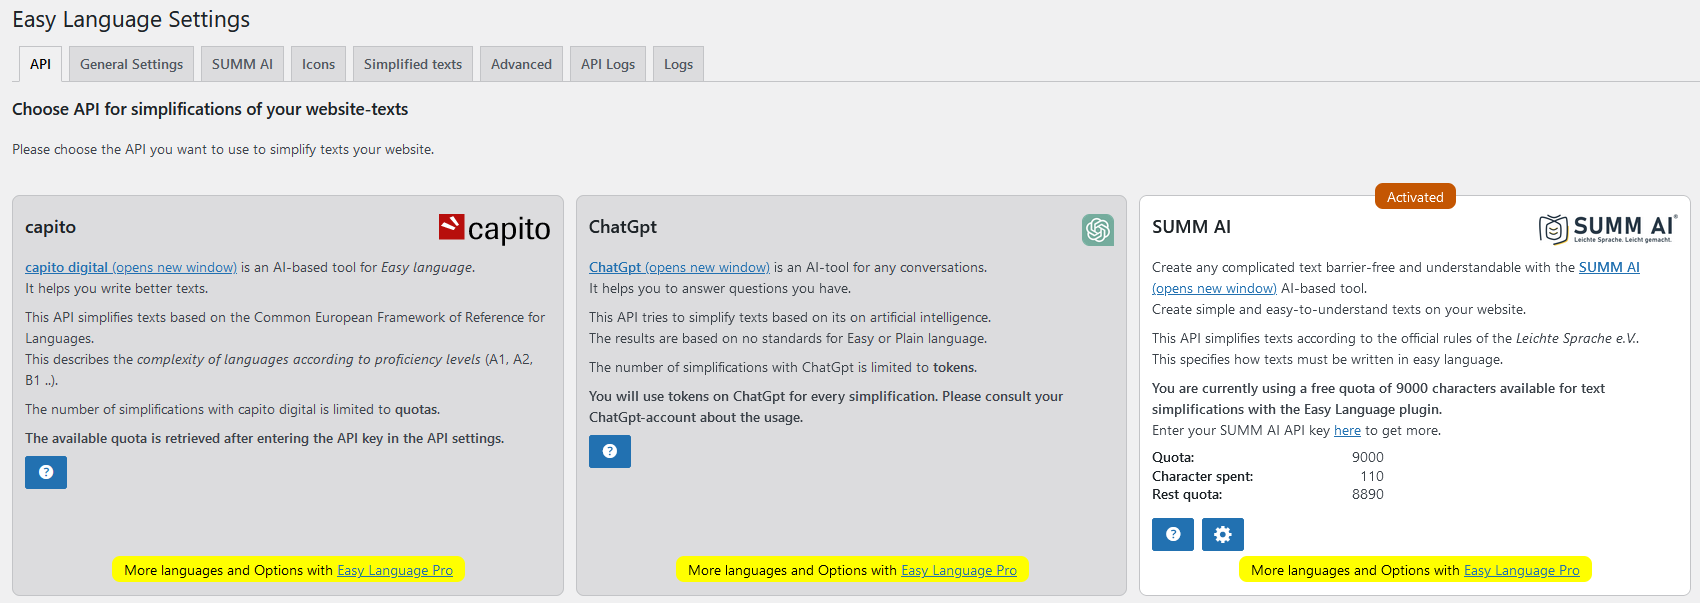 Easy Language Settings
API
General Settings
SUMM AI
Icons
Simplified texts
Advanced
API Logs
Logs
Choose API for simplifications of your website-texts
Please choose the API you want to use to simplify texts your website.
capito
capito
capito digital (opens new window) is an AI-based tool for Easy language.
It helps you write better texts.
This API simplifies texts based on the Common European Framework of Reference for
Languages.
This describes the complexity of languages according to proficiency levels (A1, A2,
B1 ..).
The number of simplifications with capito digital is limited to quotas.
The available quota is retrieved after entering the API key in the API settings.
?
More languages and Options with Easy Language Pro
ChatGpt
ChatGpt (opens new window) is an AI-tool for any conversations.
It helps you to answer questions you have.
This API tries to simplify texts based on its on artificial intelligence.
The results are based on no standards for Easy or Plain language.
The number of simplifications with ChatGpt is limited to tokens.
You will use tokens on ChatGpt for every simplification. Please consult your
ChatGpt-account about the usage.
?
More languages and Options with Easy Language Pro
Activated
SUMM AI
SUMM AI®
Leichte Sprache. Leicht gemacht.
Create any complicated text barrier-free and understandable with the SUMM AI
(opens new window) AI-based tool.
Create simple and easy-to-understand texts on your website.
This API simplifies texts according to the official rules of the Leichte Sprache e.V..
This specifies how texts must be written in easy language.
You are currently using a free quota of 9000 characters available for text
simplifications with the Easy Language plugin.
Enter your SUMM AI API key here to get more.
Quota: 9000
Character spent: 110
Rest quota: 8890
?
More languages and Options with Easy Language Pro